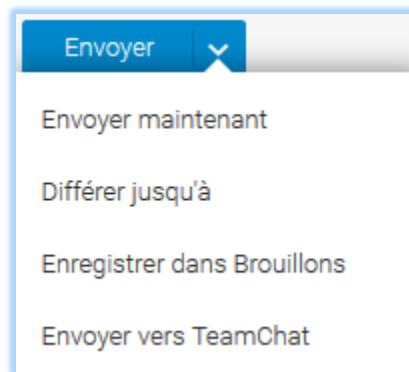 Envoyer
Envoyer maintenant
Différer jusqu'à
Enregistrer dans Brouillons
Envoyer vers TeamChat